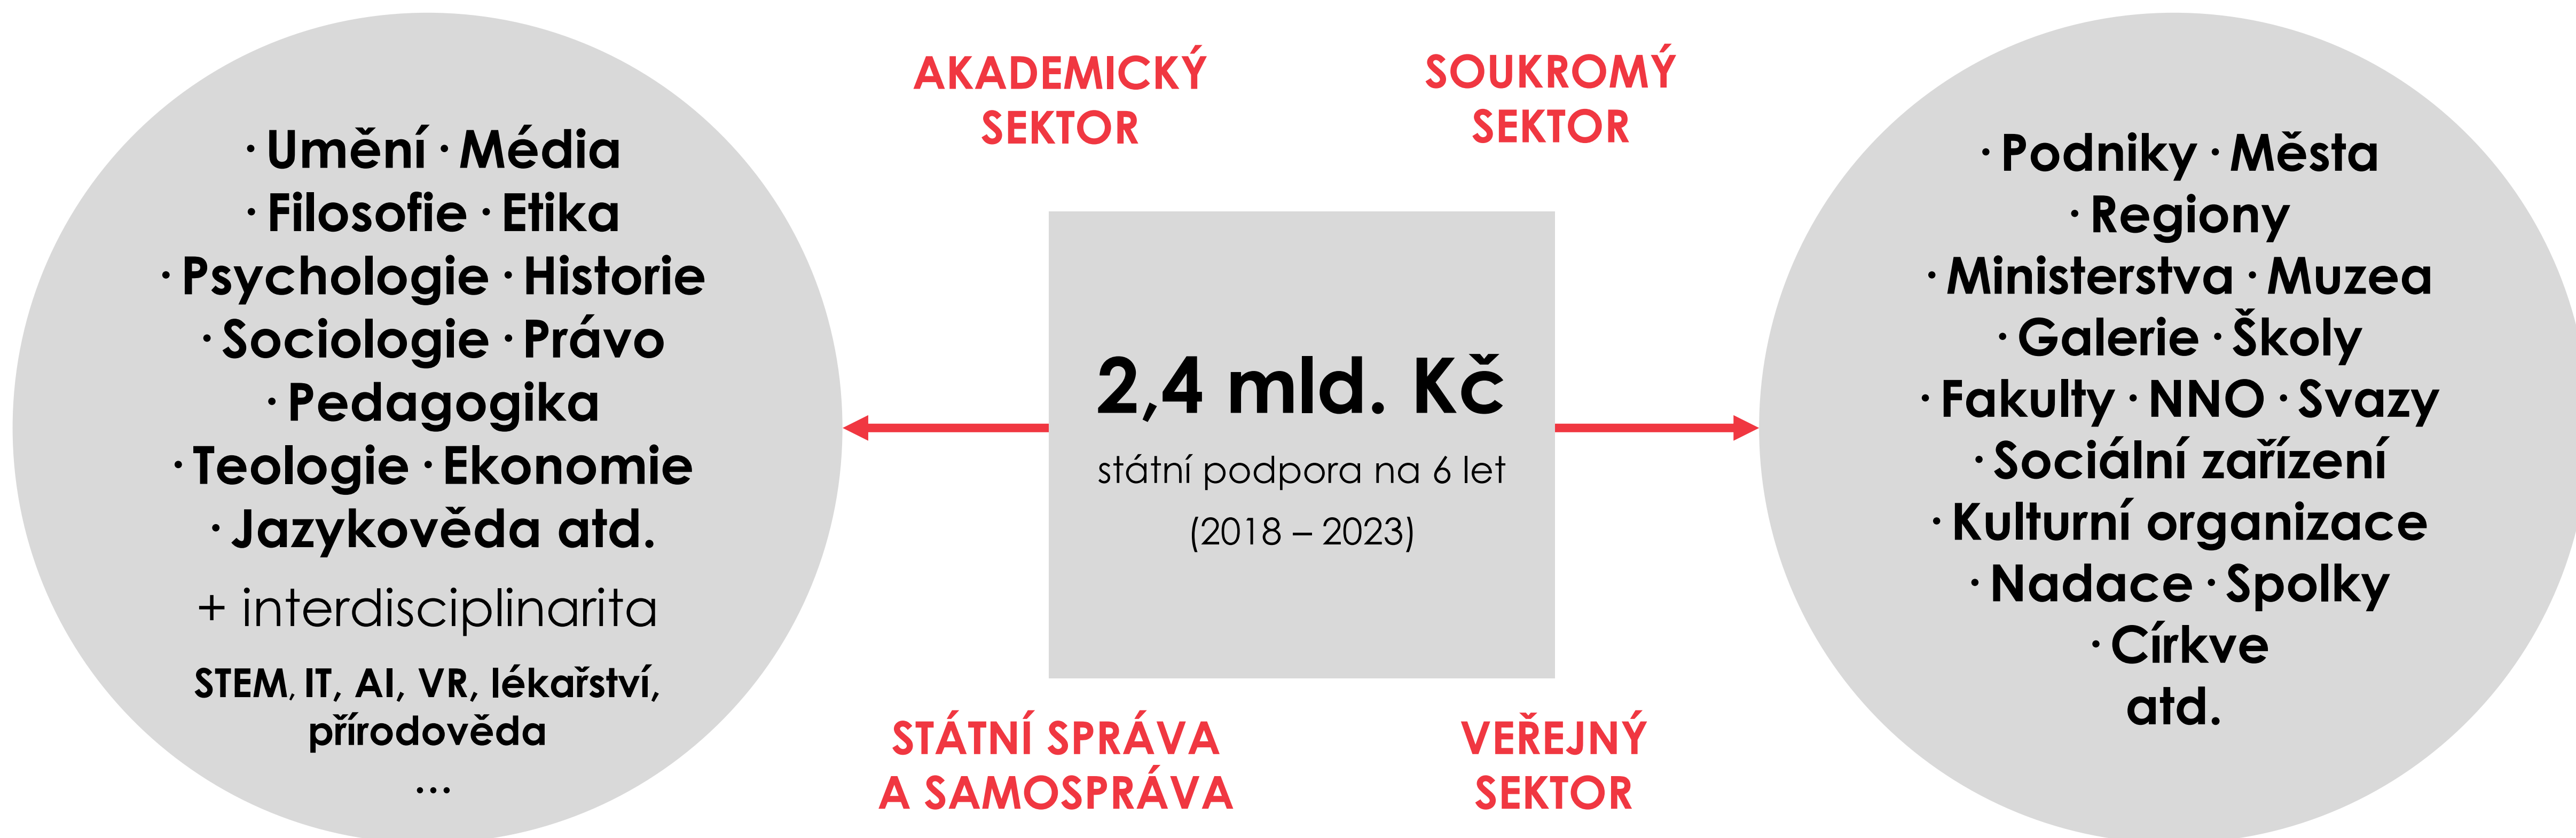 · Umění · Média
· Filosofie · Etika
· Psychologie · Historie
· Sociologie · Právo
· Pedagogika
· Teologie · Ekonomie
· Jazykověda atd.
+ interdisciplinarita
STEM, IT, AI, VR, lékařství,
přírodověda
...
AKADEMICKÝ
SEKTOR
SOUKROMÝ
SEKTOR
2,4 mld. Kč
státní podpora na 6 let
(2018 – 2023)
STÁTNÍ SPRÁVA
A SAMOSPRÁVA
VEŘEJNÝ
SEKTOR
· Podniky · Města
· Regiony
· Ministerstva · Muzea
· Galerie · Školy
· Fakulty · NNO · Svazy
· Sociální zařízení
· Kulturní organizace
· Nadace · Spolky
· Církve
atd.